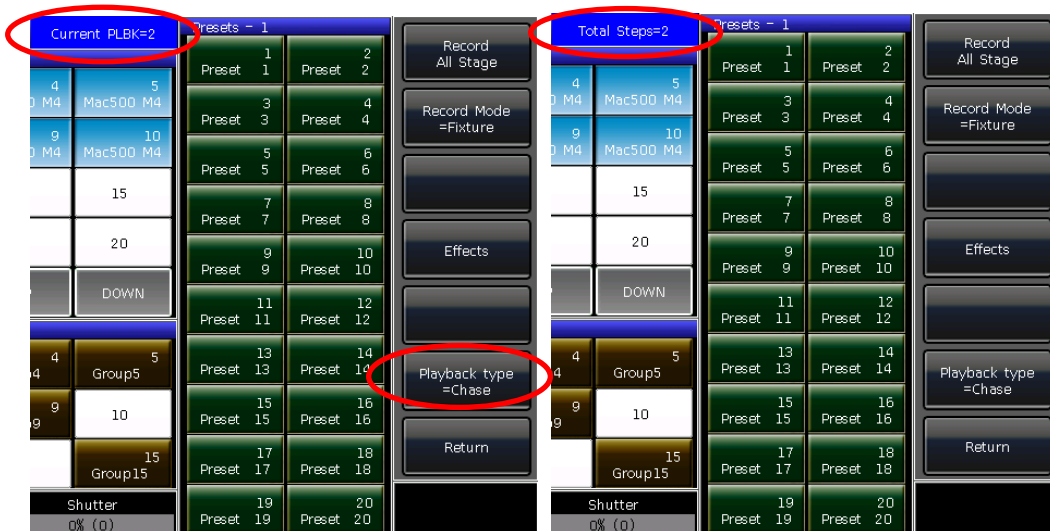 Current PLBK=2
Presets - 1
1
Preset 1
2
Preset 2
3
Preset 3
4
Preset 4
5
Preset 5
6
Preset 6
7
Preset 7
8
Preset 8
9
Preset 9
10
Preset 10
11
Preset 11
12
Preset 12
13
Preset 13
14
Preset 14
15
Preset 15
16
Preset 16
17
Preset 17
18
Preset 18
19
Preset 19
20
Preset 20
4
M4
5
Mac500 M4
9
M4
10
Mac500 M4
15
20
DOWN
4
5
Group5
9
10
15
Group15
Shutter
0% (0)
Record
All Stage
Record Mode
=Fixture
Effects
Playback type
=Chase
Return
Total Steps=2
Presets - 1
1
Preset 1
2
Preset 2
3
Preset 3
4
Preset 4
5
Preset 5
6
Preset 6
7
Preset 7
8
Preset 8
9
Preset 9
10
Preset 10
11
Preset 11
12
Preset 12
13
Preset 13
14
Preset 14
15
Preset 15
16
Preset 16
17
Preset 17
18
Preset 18
19
Preset 19
20
Preset 20
4
M4
5
Mac500 M4
9
M4
10
Mac500 M4
15
20
DOWN
4
5
Group5
9
10
15
Group15
Shutter
0% (0)
Record
All Stage
Record Mode
=Fixture
Effects
Playback type
=Chase
Return